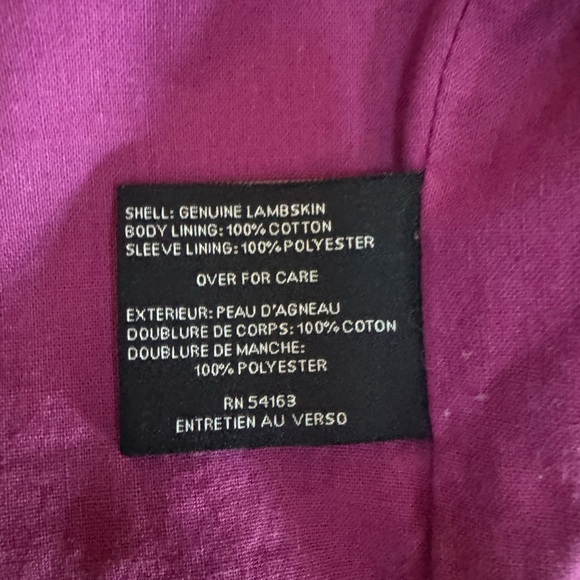 SHELL: GENUINE LAMBSKIN
BODY LINING: 100% COTTON
SLEEVE LINING: 100% POLYESTER
OVER FOR CARE
EXTERIEUR: PEAU D'AGNEAU
DOUBLURE DE CORPS: 100% COTON
DOUBLURE DE MANCHE:
100% POLYESTER
RN 54163
ENTRETIEN AU VERSO